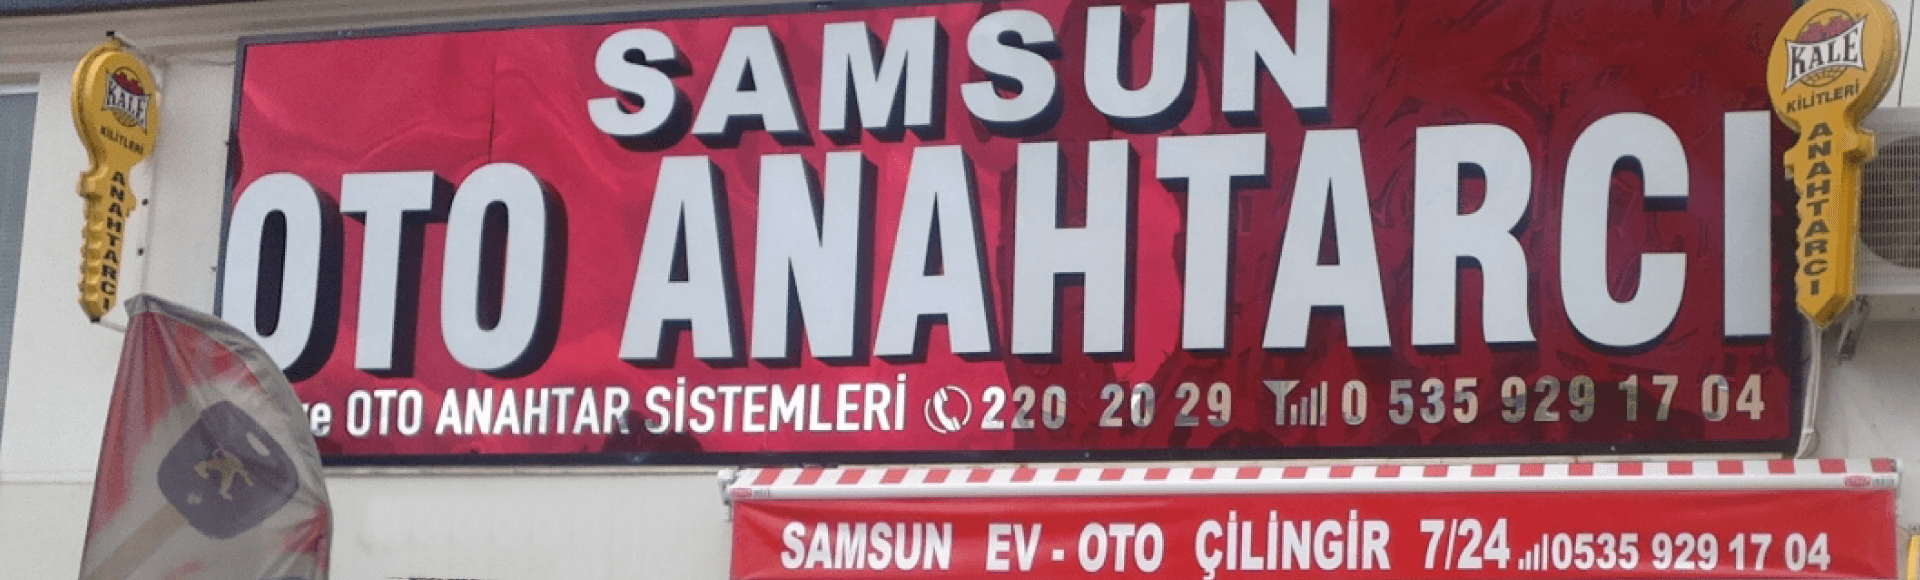 SAMSUN
OTO ANAHTARCI
ve OTO ANAHTAR SİSTEMLERİ 220 20 29 0 535 929 17 04
KALE
KİLİTLERİ
ANAHTARCI
KALE
KİLİTLERİ
ANAHTARCI
SAMSUN EV - OTO ÇİLİNGİR 7/24 0535 929 17 04